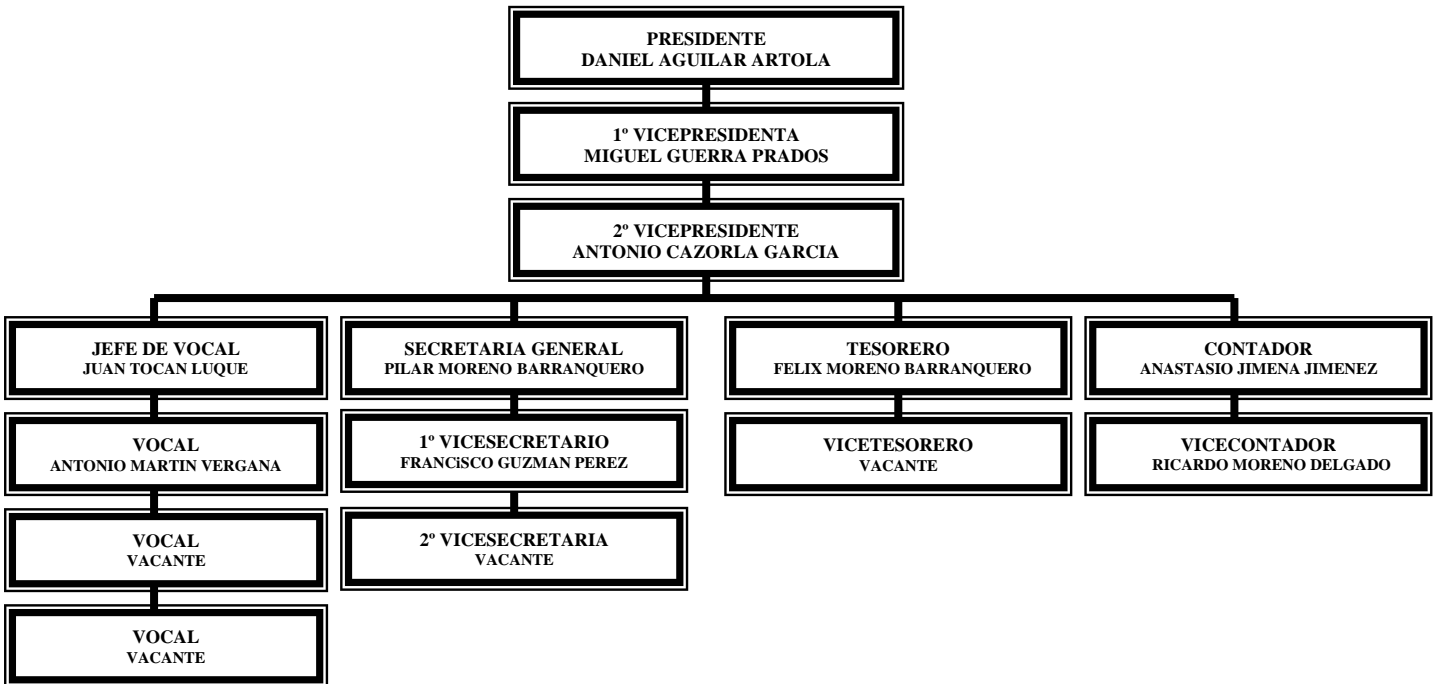 PRESIDENTE
DANIEL AGUILAR ARTOLA
1º VICEPRESIDENTA
MIGUEL GUERRA PRADOS
2º VICEPRESIDENTE
ANTONIO CAZORLA GARCIA
JEFE DE VOCAL
JUAN TOCAN LUQUE
SECRETARIA GENERAL
PILAR MORENO BARRANQUERO
TESORERO
FELIX MORENO BARRANQUERO
CONTADOR
ANASTASIO JIMENA JIMENEZ
VOCAL
ANTONIO MARTIN VERGANA
1º VICESECRETARIO
FRANCiSCO GUZMAN PEREZ
VICETESORERO
VACANTE
VICECONTADOR
RICARDO MORENO DELGADO
VOCAL
VACANTE
2º VICESECRETARIA
VACANTE
VOCAL
VACANTE